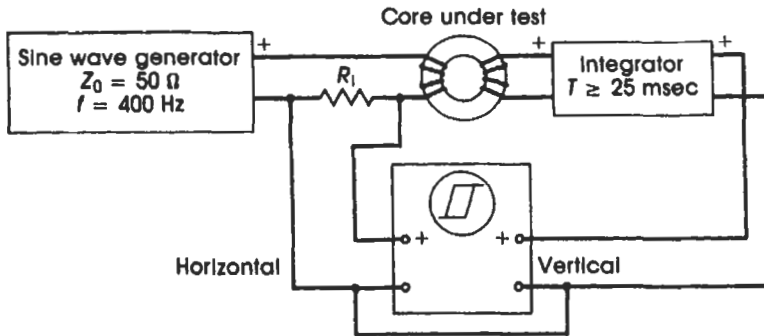 Core under test
Sine wave generator
Z₀ = 50 Ω
f = 400 Hz
+
R₁
+
Integrator
T ≥ 25 msec
+
+
+
Horizontal
Vertical